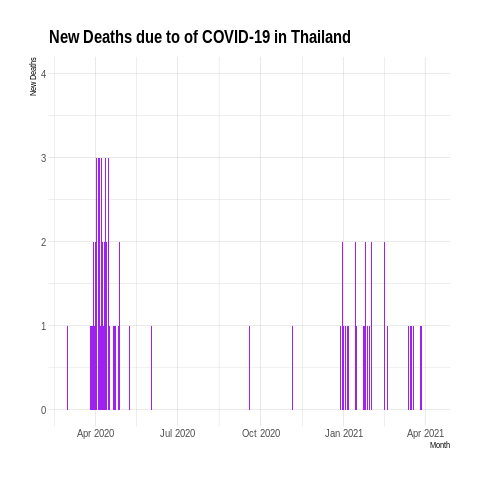 New Deaths due to of COVID-19 in Thailand
New Deaths
4
3
2
1
0
Apr 2020 Jul 2020 Oct 2020 Jan 2021 Apr 2021
Month